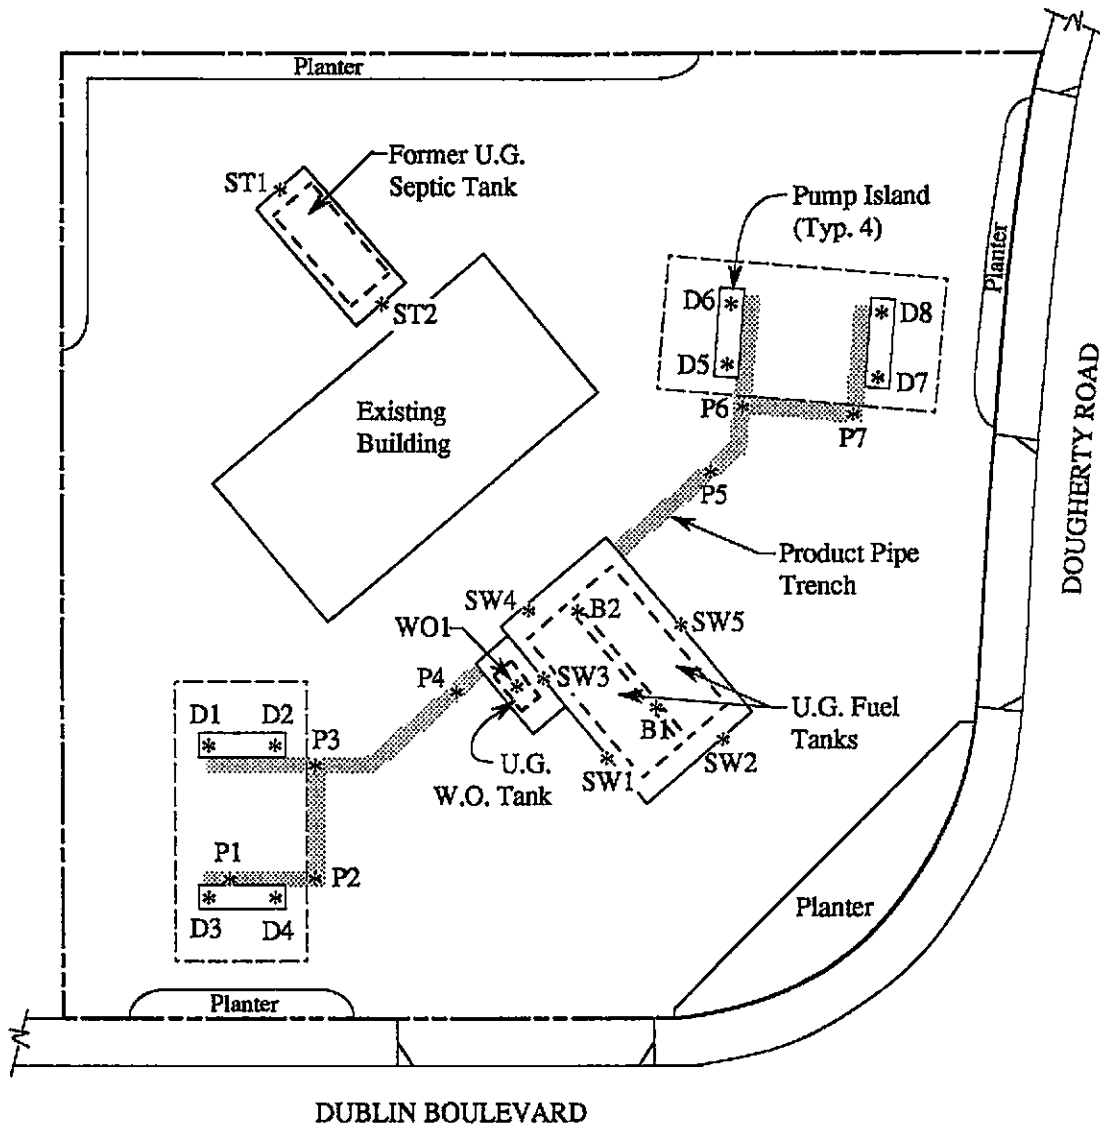 N
Planter
Former U.G.
Septic Tank
ST1 *
Pump Island
(Typ. 4)
Planter
* ST2
D6 *
* D8
D5 *
* D7
P6 *
*
P7
Existing
Building
DOUGHERTY ROAD
*
P5
Product Pipe
Trench
SW4 *
* B2
* SW5
WO1
*
P4 *
* SW3
U.G. Fuel
Tanks
*
B1
D1 D2
* *
P3
*
*
SW1
*
SW2
U.G.
W.O. Tank
P1
*
* P2
* *
D3 D4
Planter
Planter
N
DUBLIN BOULEVARD